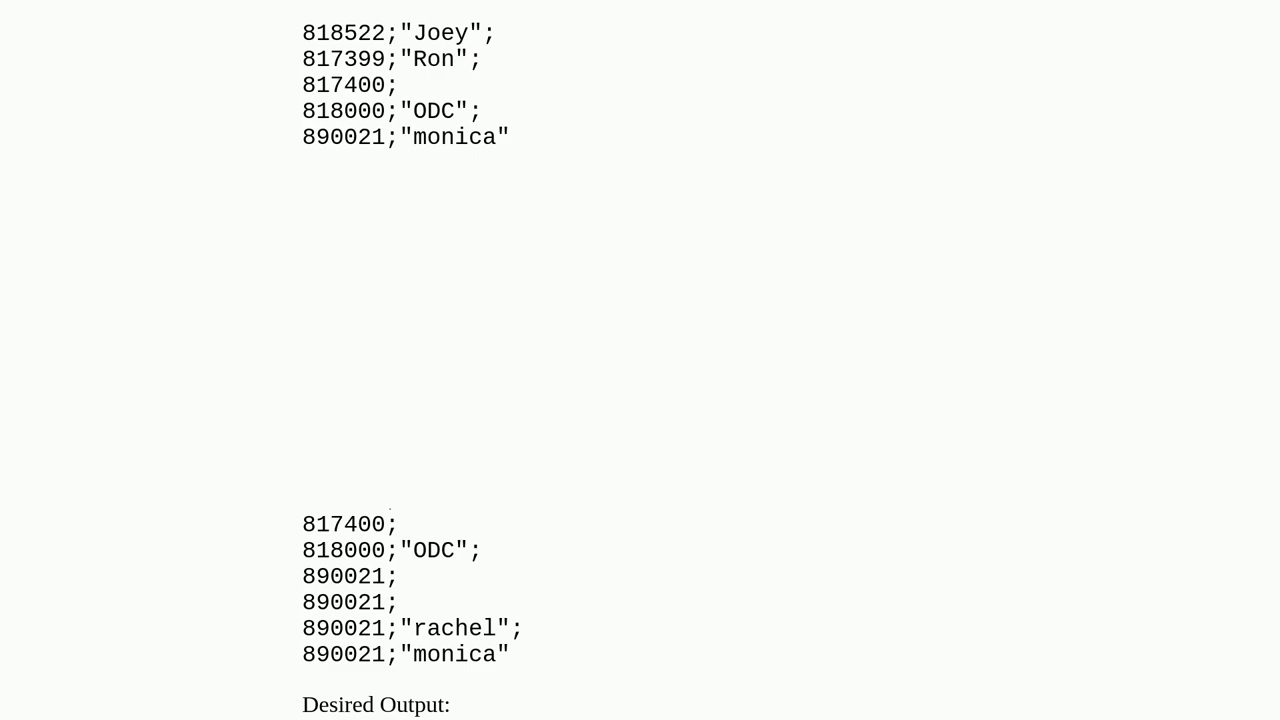 818522;"Joey";
817399;"Ron";
817400;
818000;"ODC";
890021;"monica"
817400;
818000;"ODC";
890021;
890021;
890021;"rachel";
890021;"monica"
Desired Output: